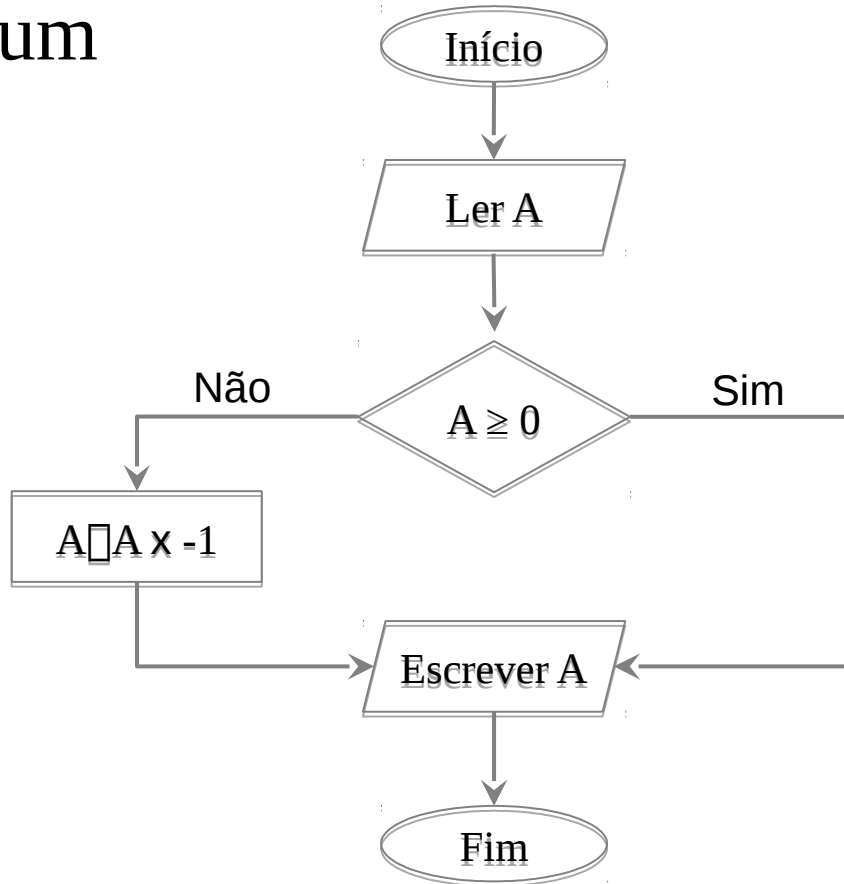 um
Início
Ler A
Não
Sim
A ≥ 0
A▯A x -1
Escrever A
Fim